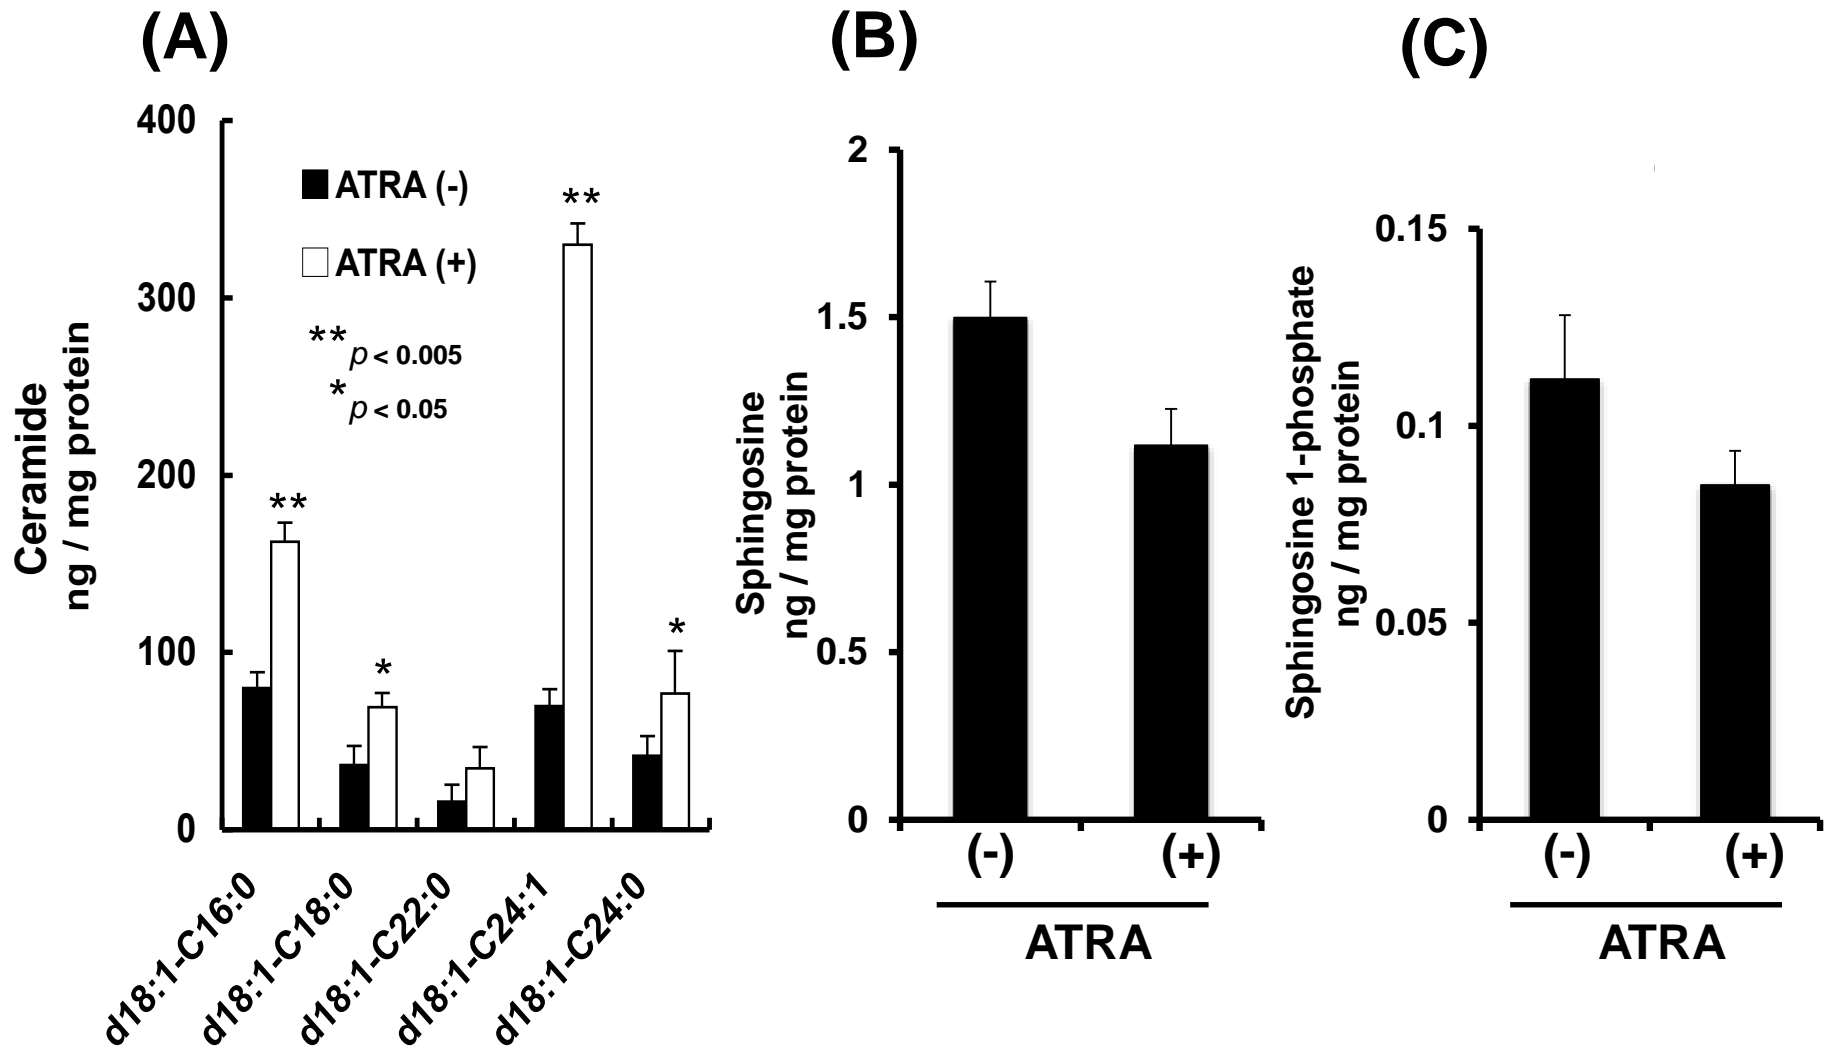 (A)
400
300
200
100
0
Ceramide
ng / mg protein
ATRA (-)
ATRA (+)
** p < 0.005
* p < 0.05
**
*
**
*
d18:1-C16:0
d18:1-C18:0
d18:1-C22:0
d18:1-C24:1
d18:1-C24:0
(B)
2
1.5
1
0.5
0
Sphingosine
ng / mg protein
(-) (+)
ATRA
(C)
0.15
0.1
0.05
0
Sphingosine 1-phosphate
ng / mg protein
(-) (+)
ATRA